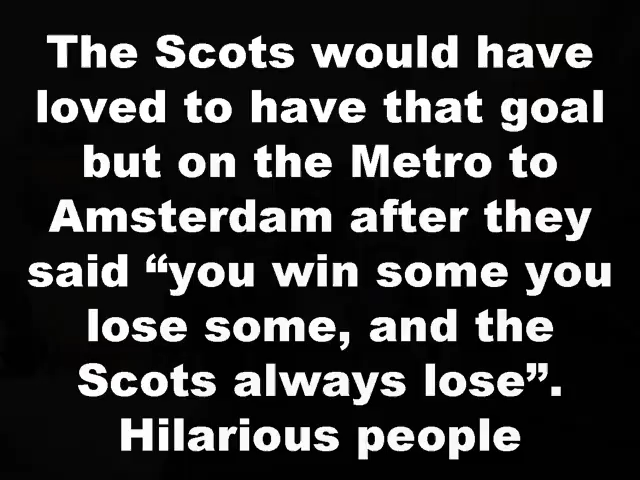 The Scots would have
loved to have that goal
but on the Metro to
Amsterdam after they
said “you win some you
lose some, and the
Scots always lose”.
Hilarious people